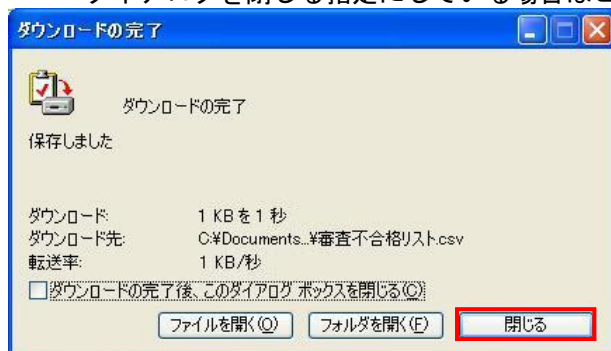 ダウンロードの完了
ダウンロードの完了
保存しました
ダウンロード: 1 KB を 1 秒
ダウンロード先: C:¥Documents...¥審査不合格リスト.csv
転送率: 1 KB/秒
ダウンロードの完了後、このダイアログ ボックスを閉じる(C)
ファイルを開く(O) フォルダを開く(F) 閉じる